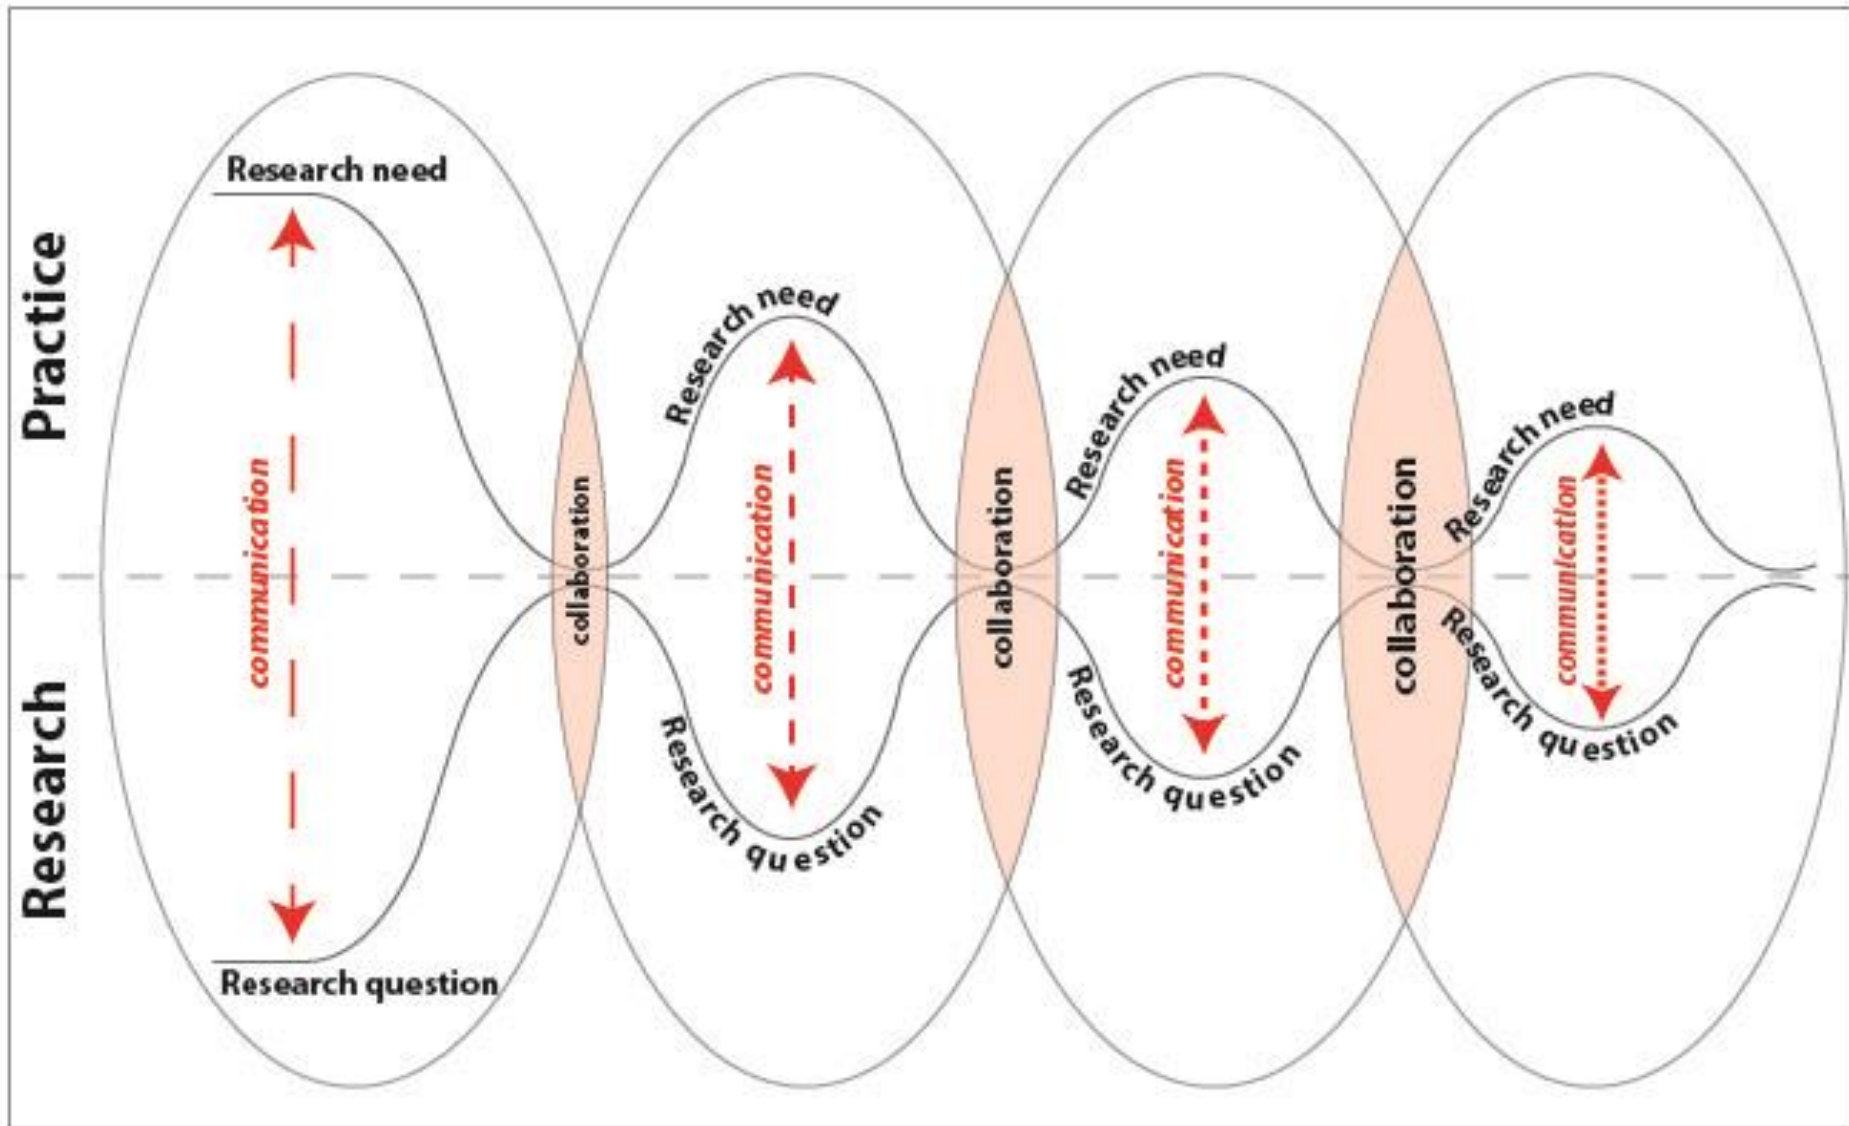 Practice
Research
Research need
communication
Research question
collaboration
Research need
communication
Research question
collaboration
Research need
communication
Research question
collaboration
Research need
communication
Research question